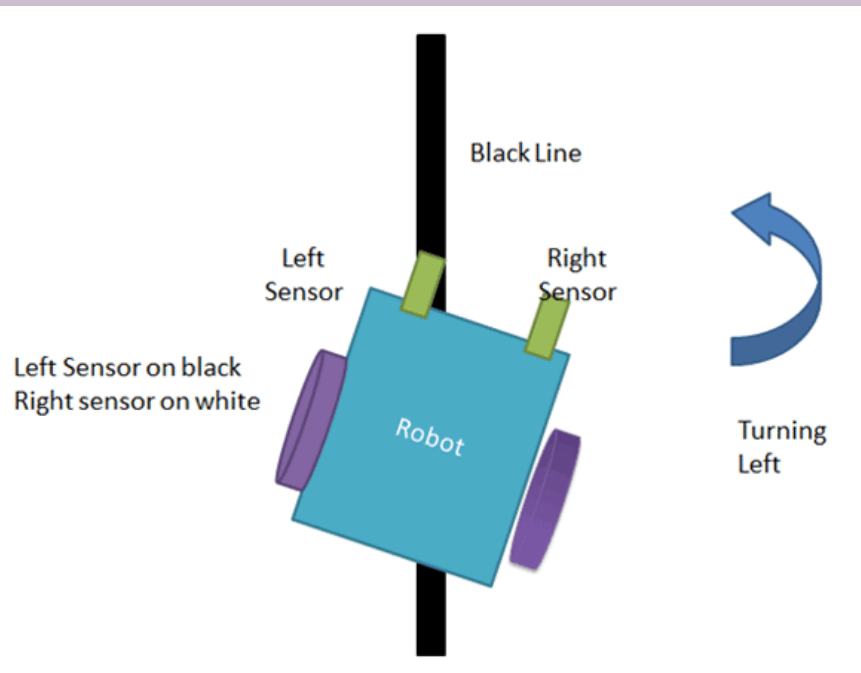 Black Line
Left
Sensor
Right
Sensor
Left Sensor on black
Right sensor on white
Robot
Turning
Left